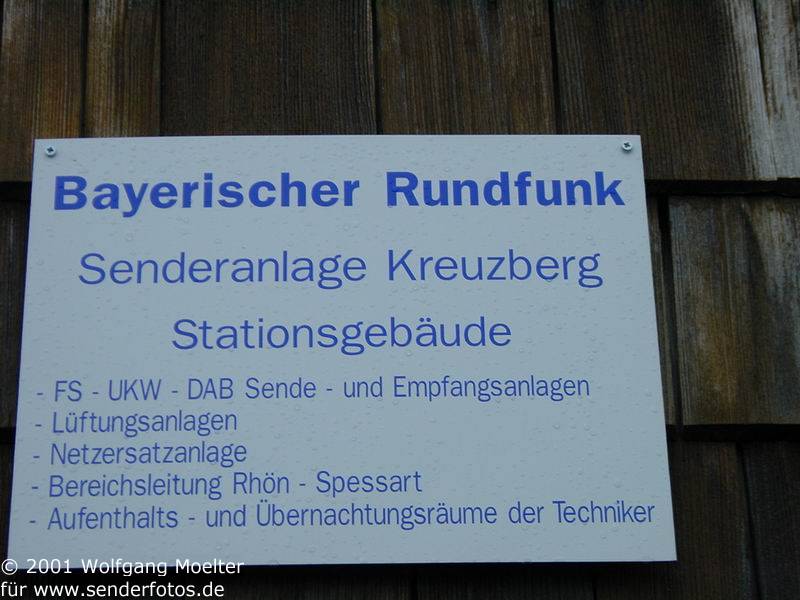 Bayerischer Rundfunk
Senderanlage Kreuzberg
Stationsgebäude
- FS - UKW - DAB Sende - und Empfangsanlagen
- Lüftungsanlagen
- Netzersatzanlage
- Bereichsleitung Rhön - Spessart
- Aufenthalts - und Übernachtungsräume der Techniker
© 2001 Wolfgang Moelter
für www.senderfotos.de